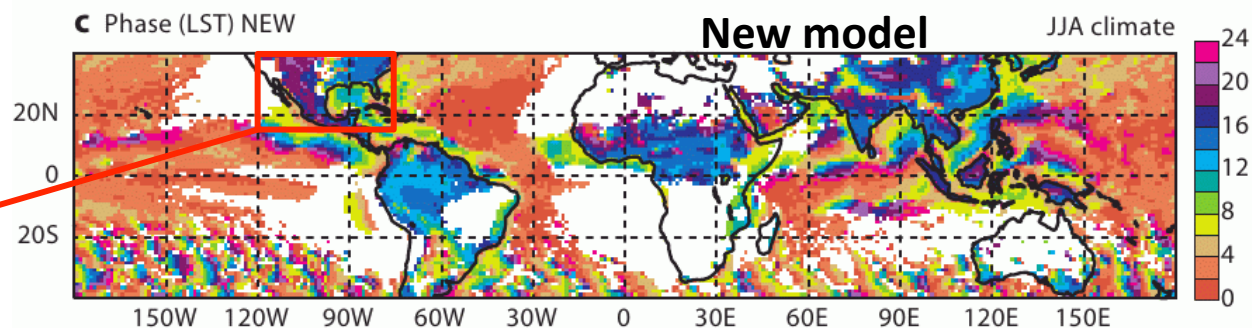 C Phase (LST) NEW
New model
JJA climate
24
20
16
12
8
4
0
20N
0
20S
150W 120W 90W 60W 30W 0 30E 60E 90E 120E 150E